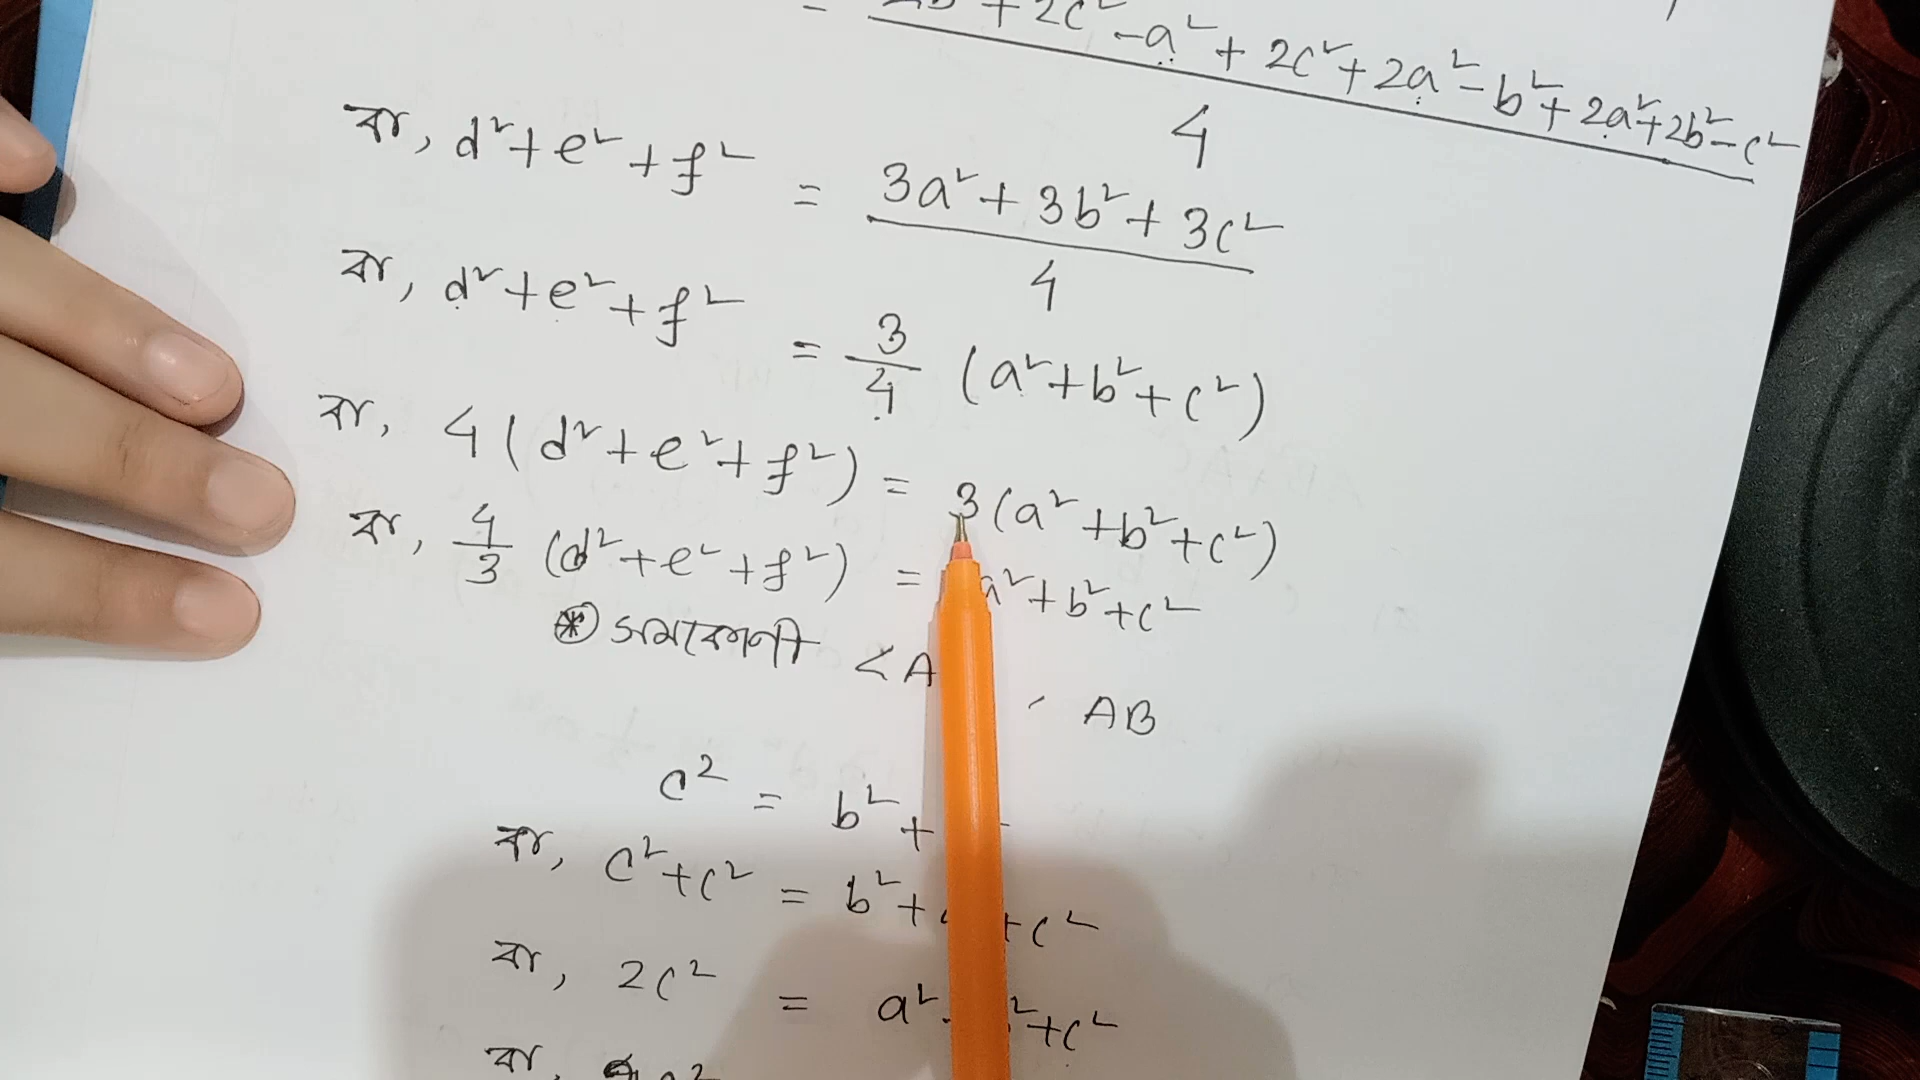 = + 2c² - a² + 2c² + 2a² - b² + 2a² + 2b² - c²
4
বা, d² + e² + f² = 3a² + 3b² + 3c²
4
বা, d² + e² + f² = 3/4 (a² + b² + c²)
বা, 4(d² + e² + f²) = 3(a² + b² + c²)
বা, 4/3 (d² + e² + f²) = a² + b² + c²
* সমকোণী <A AB
c² = b² +
বা, c² + c² = b² + + c²
বা, 2c² = a² + c²
বা,